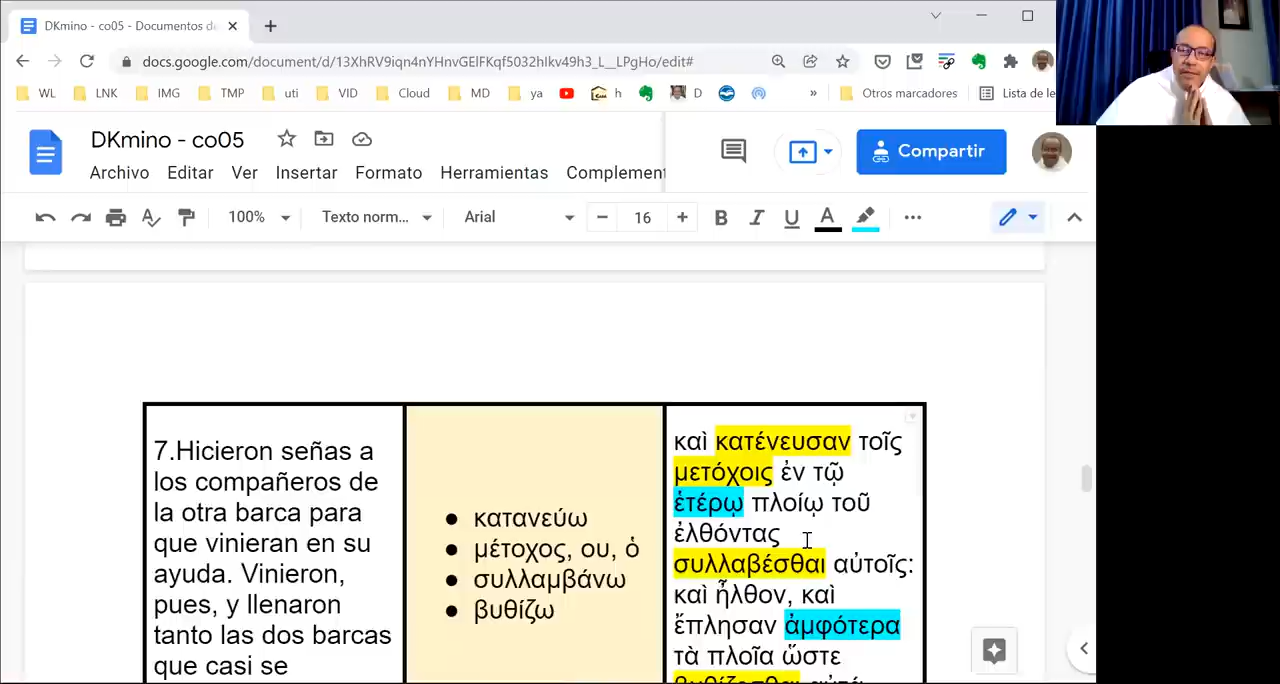 DKmino - co05 - Documentos de
docs.google.com/document/d/13XhRV9iqn4nYHnvGElFKqf5032hlkv49h3_L__LPgHo/edit#
WL LNK IMG TMP uti VID Cloud MD ya h D » Otros marcadores Lista de le
DKmino - co05
Compartir
Archivo Editar Ver Insertar Formato Herramientas Complement
100% Texto norm... Arial 16 B I U A
7.Hicieron señas a
los compañeros de
la otra barca para
que vinieran en su
ayuda. Vinieron,
pues, y llenaron
tanto las dos barcas
que casi se
● κατανεύω
● μέτοχος, ου, ὁ
● συλλαμβάνω
● βυθίζω
καὶ κατένευσαν τοῖς
μετόχοις ἐν τῷ
ἑτέρῳ πλοίῳ τοῦ
ἐλθόντας
συλλαβέσθαι αὐτοῖς:
καὶ ἦλθον, καὶ
ἔπλησαν ἀμφότερα
τὰ πλοῖα ὥστε